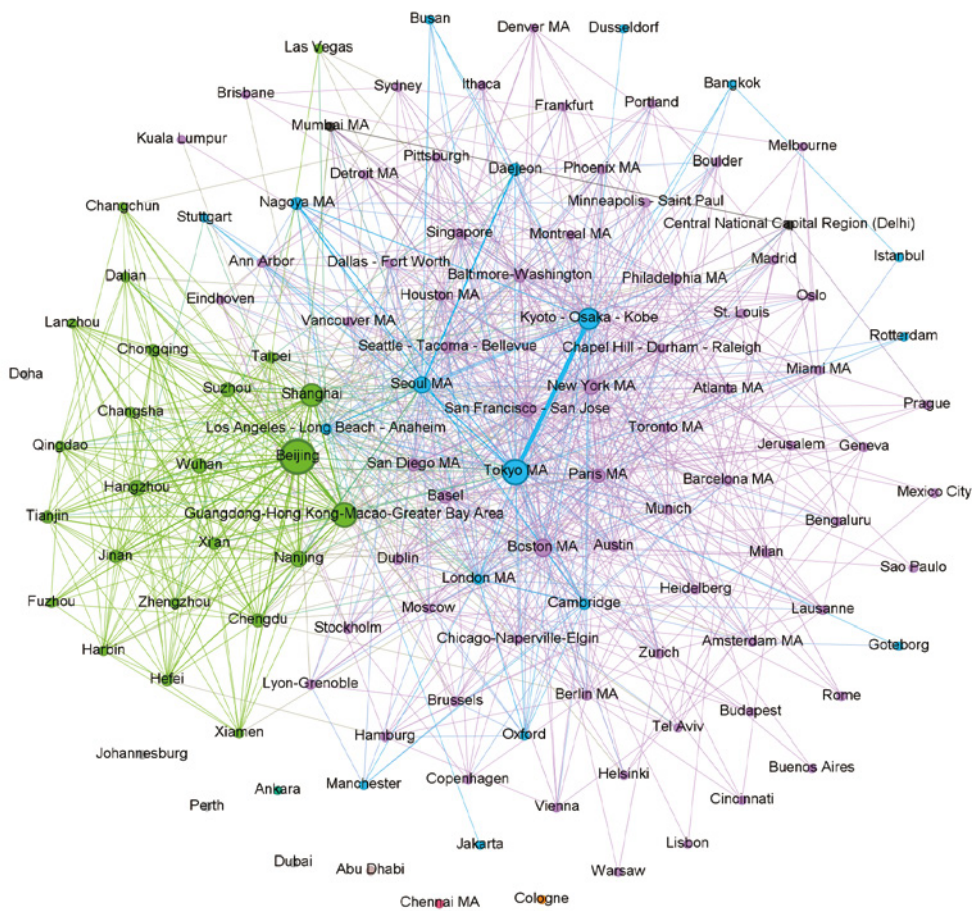 Busan
Denver MA
Dusseldorf
Las Vegas
Bangkok
Brisbane
Sydney
Ithaca
Frankfurt
Portland
Mumbai MA
Kuala Lumpur
Pittsburgh
Daejeon
Phoenix MA
Boulder
Melbourne
Detroit MA
Changchun
Stuttgart
Nagoya MA
Minneapolis - Saint Paul
Central National Capital Region (Delhi)
Singapore
Montreal MA
Istanbul
Dalian
Ann Arbor
Dallas - Fort Worth
Baltimore-Washington
Philadelphia MA
Madrid
Eindhoven
Houston MA
Oslo
Lanzhou
Vancouver MA
Kyoto - Osaka - Kobe
St. Louis
Chongqing
Taipei
Seattle - Tacoma - Bellevue
Chapel Hill - Durham - Raleigh
Rotterdam
Doha
Suzhou
Shanghai
Seoul MA
New York MA
Atlanta MA
Miami MA
Changsha
San Francisco - San Jose
Prague
Los Angeles - Long Beach - Anaheim
Toronto MA
Qingdao
Beijing
Jerusalem
Geneva
Wuhan
San Diego MA
Tokyo MA
Paris MA
Barcelona MA
Hangzhou
Basel
Mexico City
Tianjin
Guangdong-Hong Kong-Macao-Greater Bay Area
Munich
Bengaluru
Xi'an
Jinan
Nanjing
Dublin
Boston MA
Austin
Milan
Sao Paulo
London MA
Fuzhou
Zhengzhou
Chengdu
Moscow
Cambridge
Heidelberg
Lausanne
Stockholm
Chicago-Naperville-Elgin
Amsterdam MA
Goteborg
Harbin
Zurich
Hefei
Lyon-Grenoble
Brussels
Berlin MA
Rome
Budapest
Xiamen
Hamburg
Oxford
Tel Aviv
Johannesburg
Buenos Aires
Ankara
Manchester
Copenhagen
Helsinki
Perth
Vienna
Cincinnati
Jakarta
Lisbon
Dubai
Abu Dhabi
Warsaw
Chennai MA
Cologne